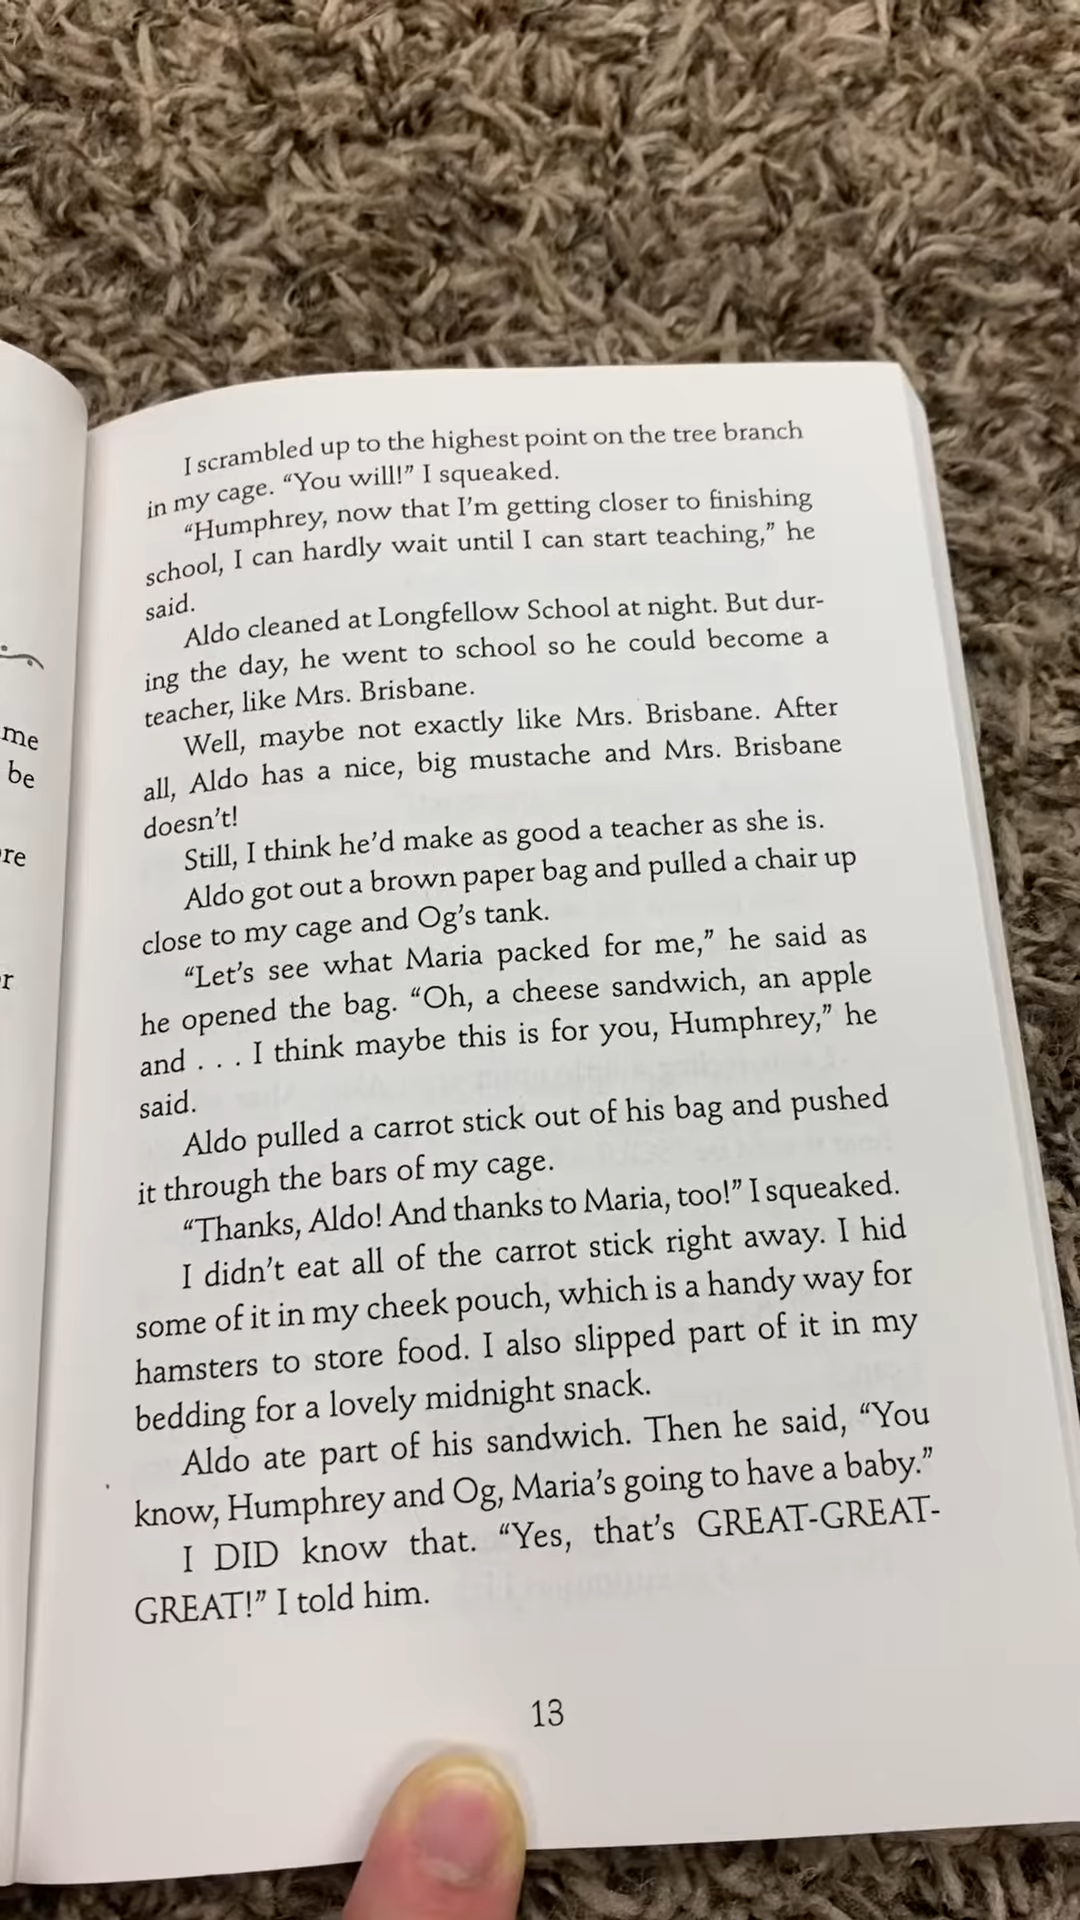 me
be
re
r
I scrambled up to the highest point on the tree branch
in my cage. “You will!” I squeaked.
“Humphrey, now that I’m getting closer to finishing
school, I can hardly wait until I can start teaching,” he
said.
Aldo cleaned at Longfellow School at night. But dur-
ing the day, he went to school so he could become a
teacher, like Mrs. Brisbane.
Well, maybe not exactly like Mrs. Brisbane. After
all, Aldo has a nice, big mustache and Mrs. Brisbane
doesn’t!
Still, I think he’d make as good a teacher as she is.
Aldo got out a brown paper bag and pulled a chair up
close to my cage and Og’s tank.
“Let’s see what Maria packed for me,” he said as
he opened the bag. “Oh, a cheese sandwich, an apple
and . . . I think maybe this is for you, Humphrey,” he
said.
Aldo pulled a carrot stick out of his bag and pushed
it through the bars of my cage.
“Thanks, Aldo! And thanks to Maria, too!” I squeaked.
I didn’t eat all of the carrot stick right away. I hid
some of it in my cheek pouch, which is a handy way for
hamsters to store food. I also slipped part of it in my
bedding for a lovely midnight snack.
Aldo ate part of his sandwich. Then he said, “You
know, Humphrey and Og, Maria’s going to have a baby.”
I DID know that. “Yes, that’s GREAT-GREAT-
GREAT!” I told him.
13